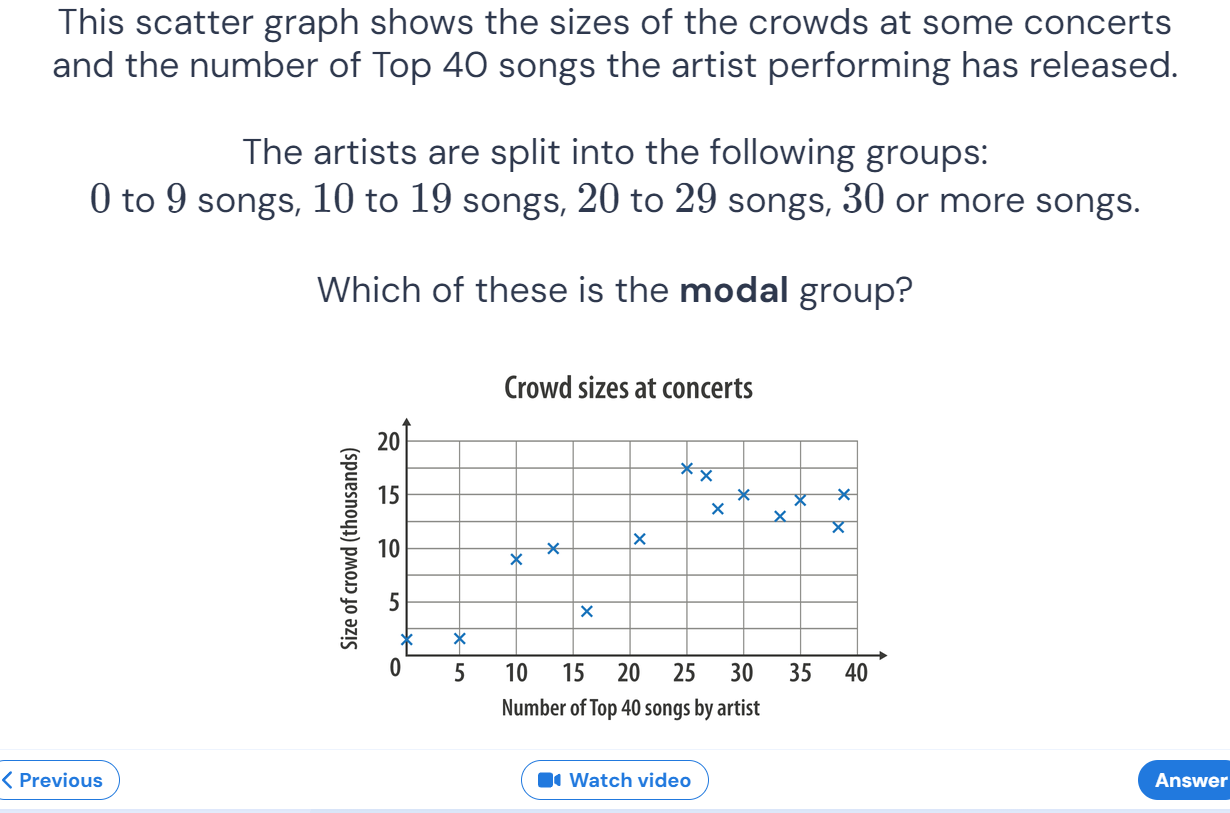 This scatter graph shows the sizes of the crowds at some concerts
and the number of Top 40 songs the artist performing has released.
The artists are split into the following groups:
0 to 9 songs, 10 to 19 songs, 20 to 29 songs, 30 or more songs.
Which of these is the modal group?
Crowd sizes at concerts
Size of crowd (thousands)
20
15
10
5
0
5 10 15 20 25 30 35 40
Number of Top 40 songs by artist
Previous
Watch video
Answer